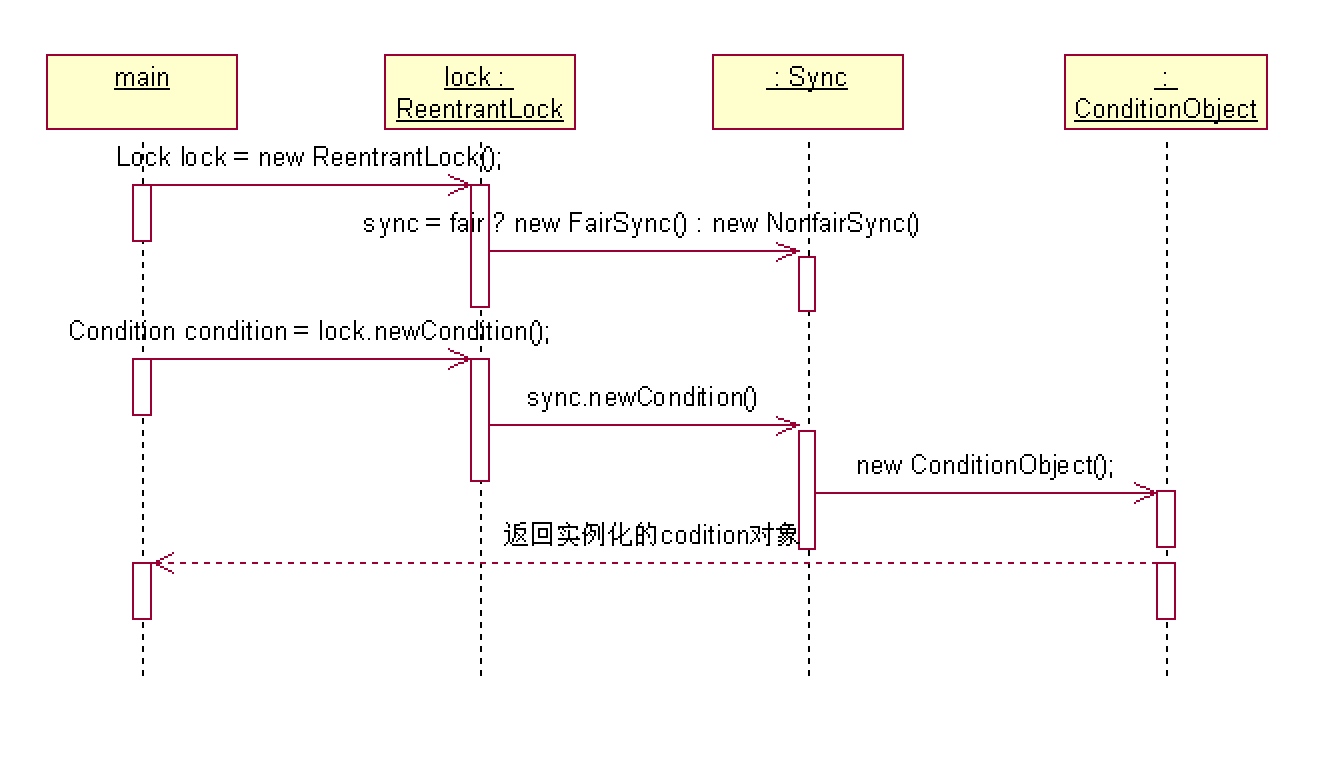 main
lock :
ReentrantLock
: Sync
:
ConditionObject
Lock lock = new ReentrantLock();
sync = fair ? new FairSync() : new NonfairSync()
Condition condition = lock.newCondition();
sync.newCondition()
new ConditionObject();
返回实例化的codition对象